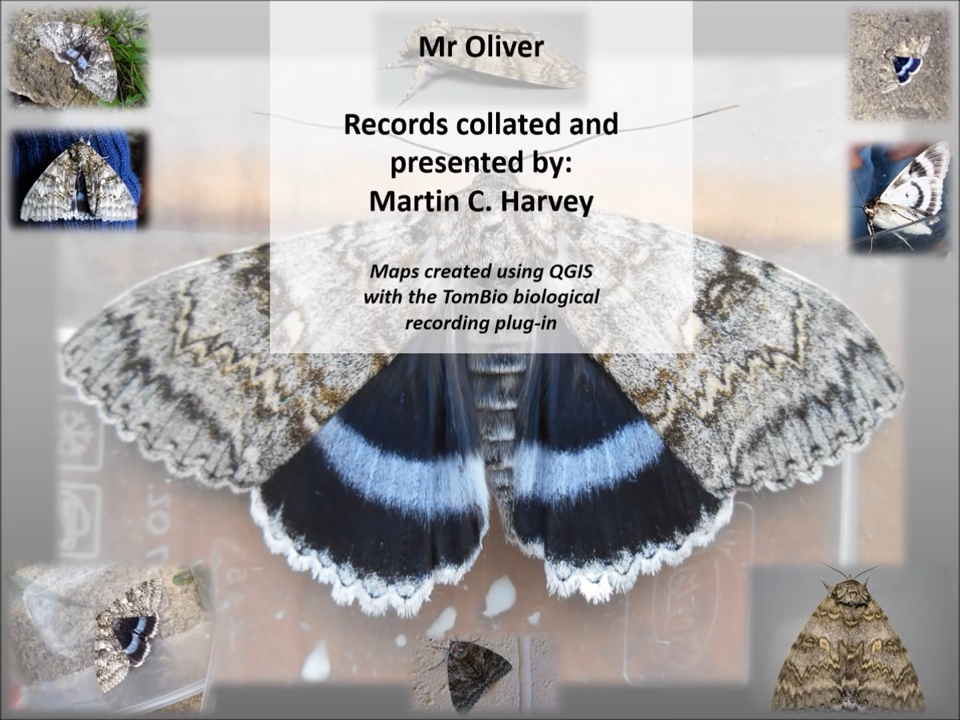 Mr Oliver
Records collated and
presented by:
Martin C. Harvey
Maps created using QGIS
with the TomBio biological
recording plug-in